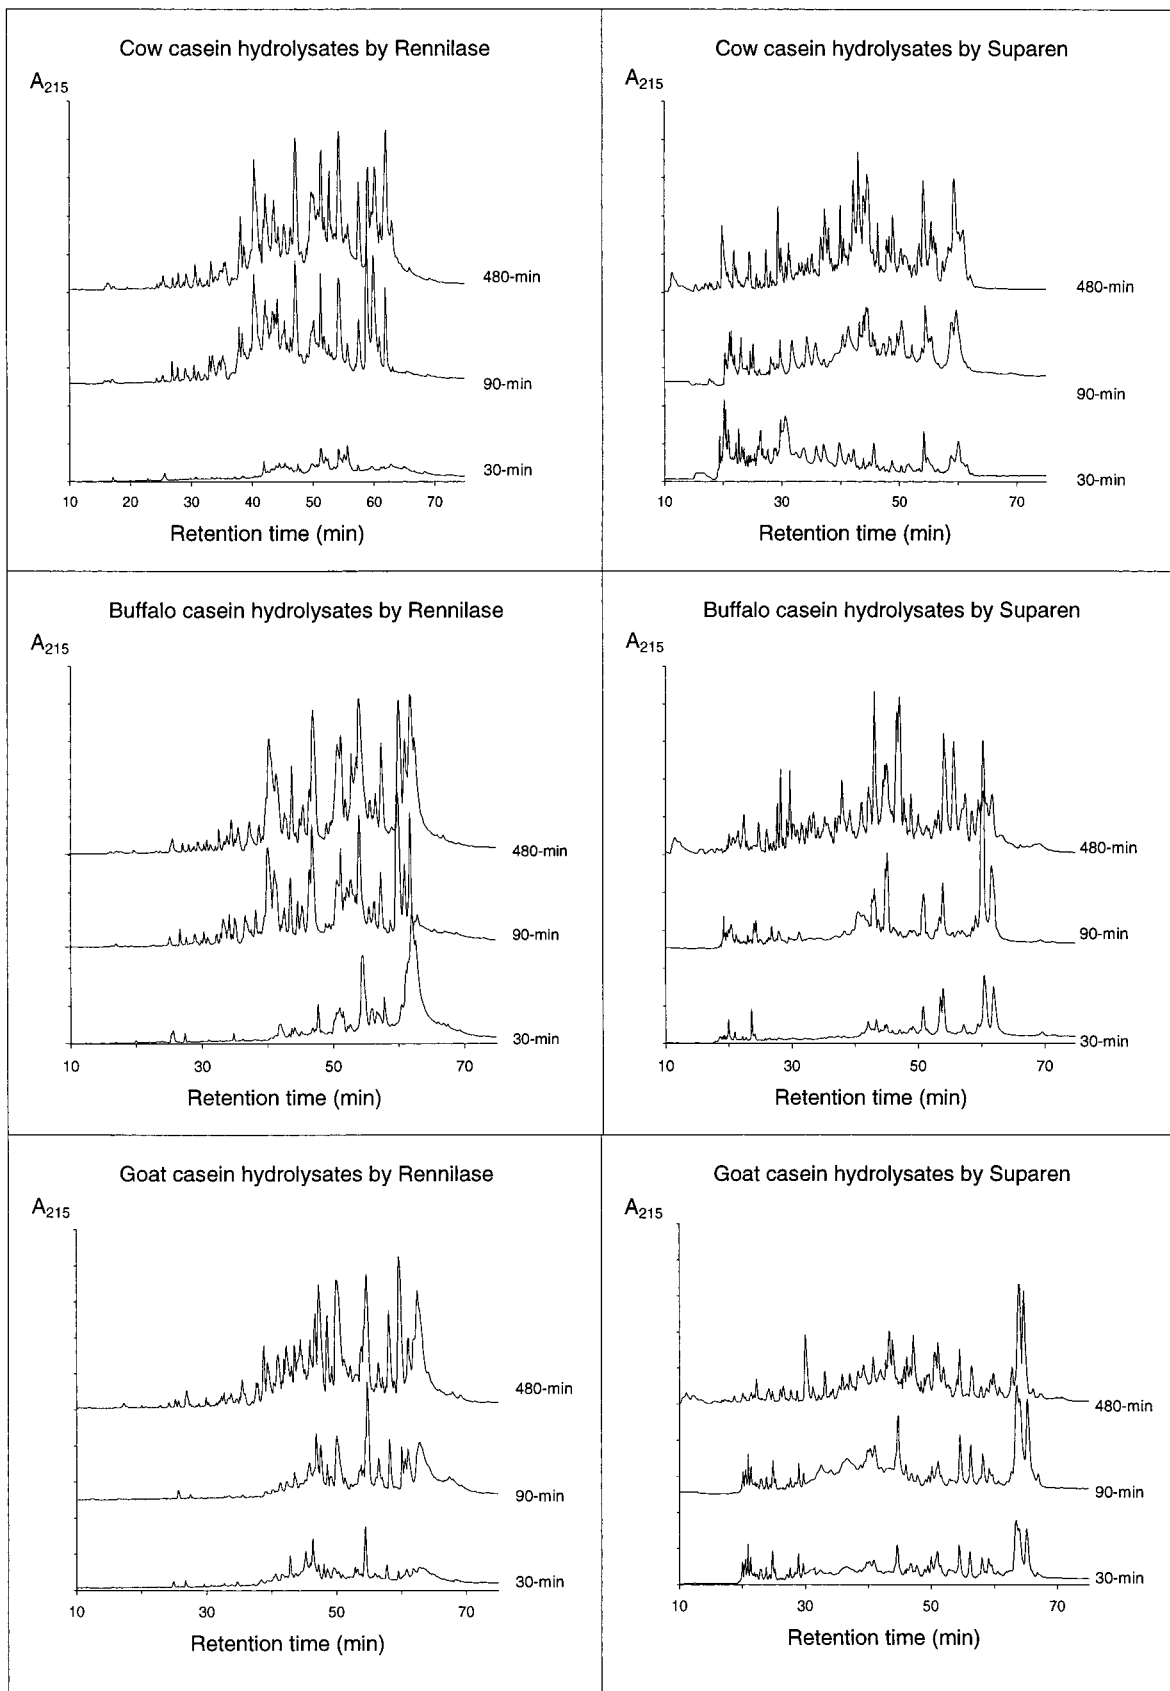 Cow casein hydrolysates by Rennilase
A215
480-min
90-min
30-min
10 20 30 40 50 60 70
Retention time (min)
Cow casein hydrolysates by Suparen
A215
480-min
90-min
30-min
10 30 50 70
Retention time (min)
Buffalo casein hydrolysates by Rennilase
A215
480-min
90-min
30-min
10 30 50 70
Retention time (min)
Buffalo casein hydrolysates by Suparen
A215
480-min
90-min
30-min
10 30 50 70
Retention time (min)
Goat casein hydrolysates by Rennilase
A215
480-min
90-min
30-min
10 30 50 70
Retention time (min)
Goat casein hydrolysates by Suparen
A215
480-min
90-min
30-min
10 30 50 70
Retention time (min)